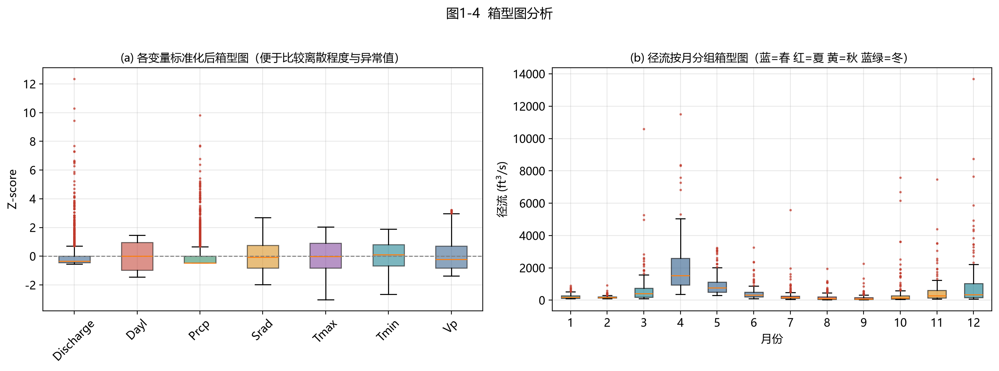 图1-4  箱型图分析
(a) 各变量标准化后箱型图（便于比较离散程度与异常值）
Z-score
12
10
8
6
4
2
0
-2
Discharge
Dayl
Prcp
Srad
Tmax
Tmin
Vp
(b) 径流按月分组箱型图（蓝=春 红=夏 黄=秋 蓝绿=冬）
径流 (ft³/s)
14000
12000
10000
8000
6000
4000
2000
0
1 2 3 4 5 6 7 8 9 10 11 12
月份